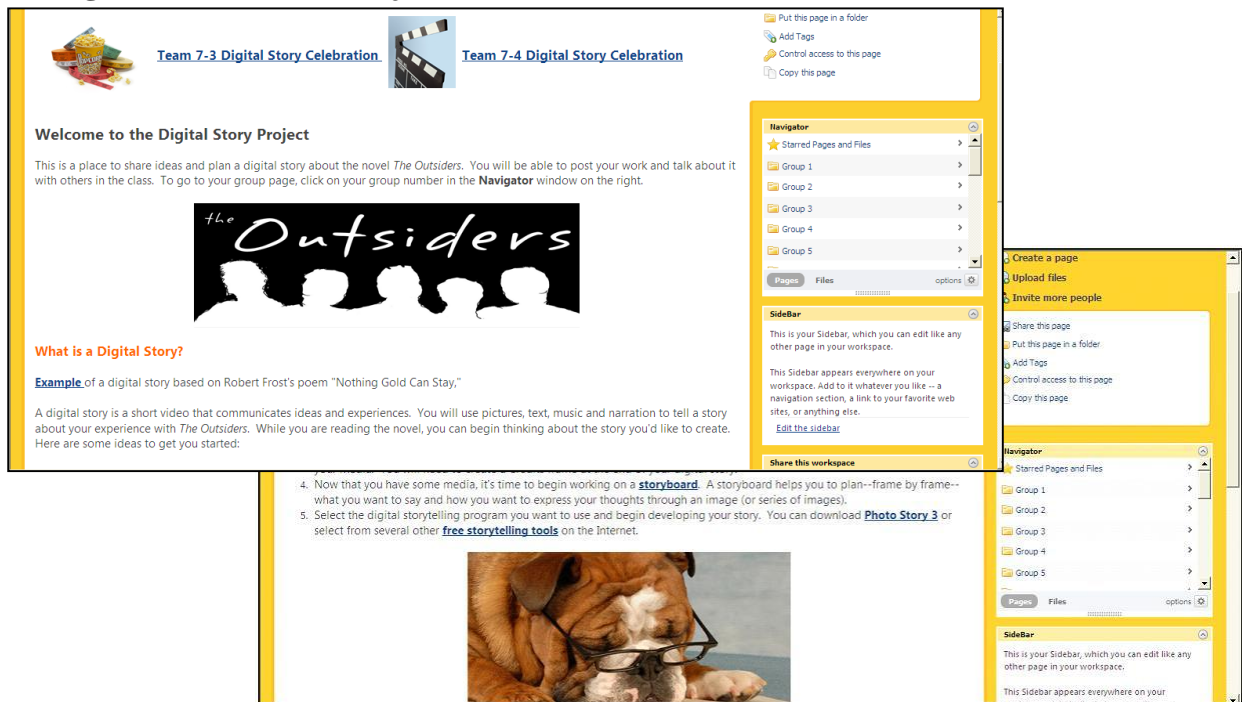 Team 7-3 Digital Story Celebration
Team 7-4 Digital Story Celebration
Put this page in a folder
Add Tags
Control access to this page
Copy this page
Welcome to the Digital Story Project
This is a place to share ideas and plan a digital story about the novel The Outsiders. You will be able to post your work and talk about it
with others in the class. To go to your group page, click on your group number in the Navigator window on the right.
the Outsiders
What is a Digital Story?
Example of a digital story based on Robert Frost's poem "Nothing Gold Can Stay,"
A digital story is a short video that communicates ideas and experiences. You will use pictures, text, music and narration to tell a story
about your experience with The Outsiders. While you are reading the novel, you can begin thinking about the story you'd like to create.
Here are some ideas to get you started:
Navigator
Starred Pages and Files
Group 1
Group 2
Group 3
Group 4
Group 5
Pages Files options
SideBar
This is your Sidebar, which you can edit like any
other page in your workspace.
This Sidebar appears everywhere on your
workspace. Add to it whatever you like -- a
navigation section, a link to your favorite web
sites, or anything else.
Edit the sidebar
Share this workspace
4. Now that you have some media, it's time to begin working on a storyboard. A storyboard helps you to plan--frame by frame--
what you want to say and how you want to express your thoughts through an image (or series of images).
5. Select the digital storytelling program you want to use and begin developing your story. You can download Photo Story 3 or
select from several other free storytelling tools on the Internet.
Create a page
Upload files
Invite more people
Share this page
Put this page in a folder
Add Tags
Control access to this page
Copy this page
Navigator
Starred Pages and Files
Group 1
Group 2
Group 3
Group 4
Group 5
Pages Files options
SideBar
This is your Sidebar, which you can edit like any
other page in your workspace.
This Sidebar appears everywhere on your